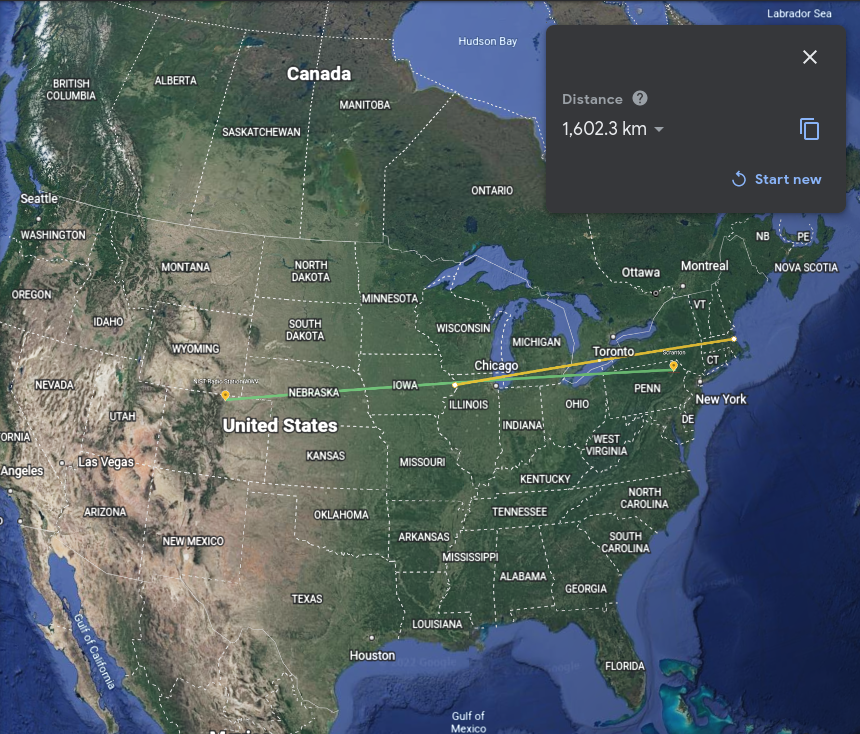 Labrador Sea
Hudson Bay
Distance
1,602.3 km
Start new
Canada
BRITISH
COLUMBIA
ALBERTA
MANITOBA
SASKATCHEWAN
ONTARIO
Seattle
WASHINGTON
NB
PE
NOVA SCOTIA
MONTANA
NORTH
DAKOTA
Ottawa
Montreal
OREGON
MINNESOTA
VT
IDAHO
SOUTH
DAKOTA
WISCONSIN
MICHIGAN
WYOMING
Toronto
Scranton
CT
Chicago
NEVADA
NEBRASKA
IOWA
PENN
New York
UTAH
ILLINOIS
OHIO
DE
United States
INDIANA
ORNIA
WEST
VIRGINIA
KANSAS
MISSOURI
Las Vegas
Angeles
KENTUCKY
NORTH
CAROLINA
ARIZONA
OKLAHOMA
TENNESSEE
NEW MEXICO
ARKANSAS
SOUTH
CAROLINA
MISSISSIPPI
ALABAMA
GEORGIA
TEXAS
LOUISIANA
Gulf of California
Houston
FLORIDA
Gulf of
Mexico